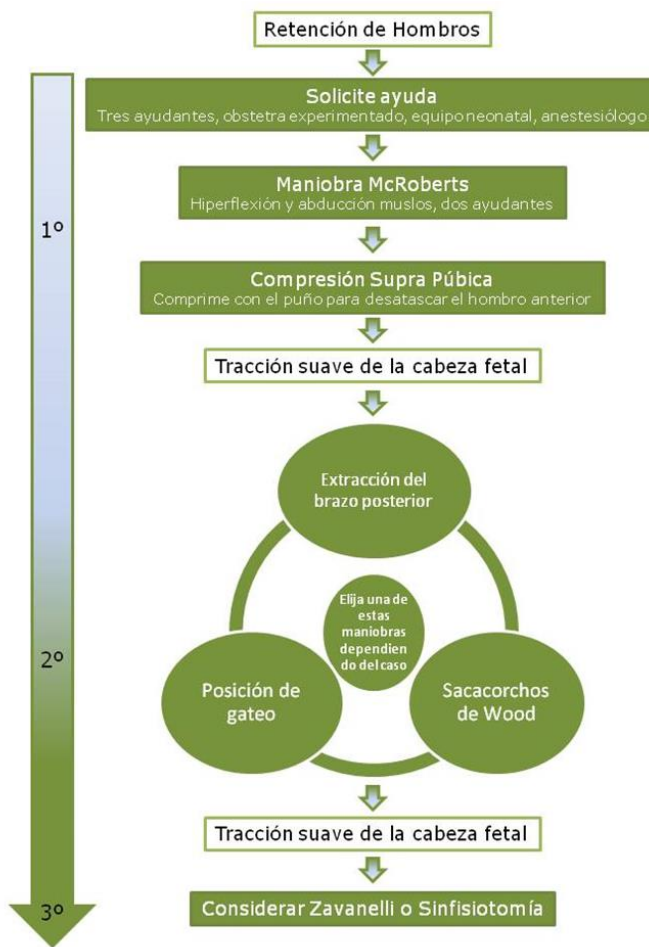 Retención de Hombros
Solicite ayuda
Tres ayudantes, obstetra experimentado, equipo neonatal, anestesiólogo
Maniobra McRoberts
Hiperflexión y abducción muslos, dos ayudantes
1º
Compresión Supra Púbica
Comprime con el puño para desatascar el hombro anterior
Tracción suave de la cabeza fetal
Extracción del
brazo posterior
Elija una de
estas
maniobras
dependien
do del caso
2º
Posición de
gateo
Sacacorchos
de Wood
Tracción suave de la cabeza fetal
3º
Considerar Zavanelli o Sinfisiotomía